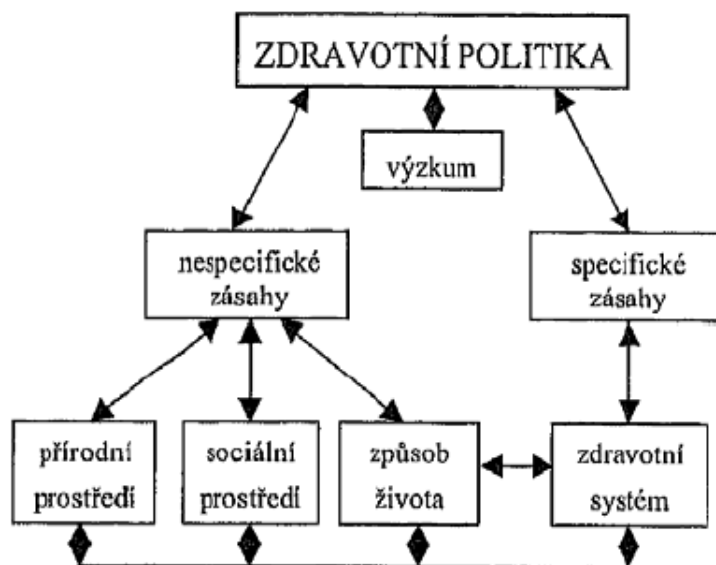 ZDRAVOTNÍ POLITIKA
výzkum
nespecifické
zásahy
specifické
zásahy
přírodní
prostředí
sociální
prostředí
způsob
života
zdravotní
systém